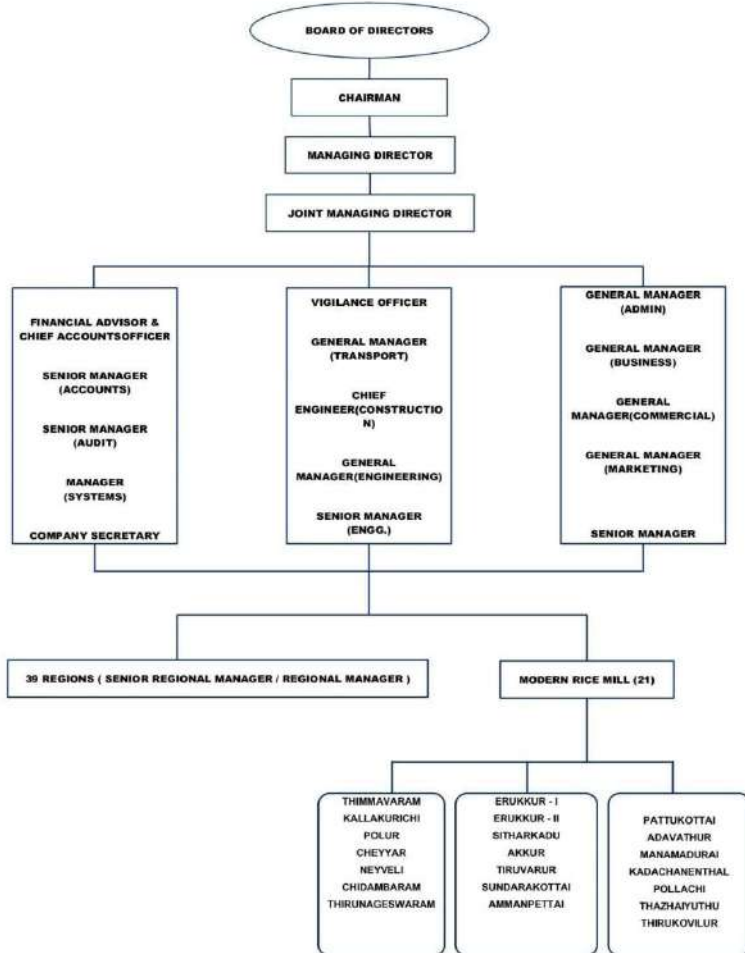 BOARD OF DIRECTORS
CHAIRMAN
MANAGING DIRECTOR
JOINT MANAGING DIRECTOR
FINANCIAL ADVISOR &
CHIEF ACCOUNTSOFFICER
SENIOR MANAGER
(ACCOUNTS)
SENIOR MANAGER
(AUDIT)
MANAGER
(SYSTEMS)
COMPANY SECRETARY
VIGILANCE OFFICER
GENERAL MANAGER
(TRANSPORT)
CHIEF
ENGINEER(CONSTRUCTIO
N)
GENERAL
MANAGER(ENGINEERING)
SENIOR MANAGER
(ENGG.)
GENERAL MANAGER
(ADMIN)
GENERAL MANAGER
(BUSINESS)
GENERAL
MANAGER(COMMERCIAL)
GENERAL MANAGER
(MARKETING)
SENIOR MANAGER
39 REGIONS ( SENIOR REGIONAL MANAGER / REGIONAL MANAGER )
MODERN RICE MILL (21)
THIMMAVARAM
KALLAKURICHI
POLUR
CHEYYAR
NEYVELI
CHIDAMBARAM
THIRUNAGESWARAM
ERUKKUR - I
ERUKKUR - II
SITHARKADU
AKKUR
TIRUVARUR
SUNDARAKOTTAI
AMMANPETTAI
PATTUKOTTAI
ADAVATHUR
MANAMADURAI
KADACHANENTHAL
POLLACHI
THAZHAIYUTHU
THIRUKOVILUR